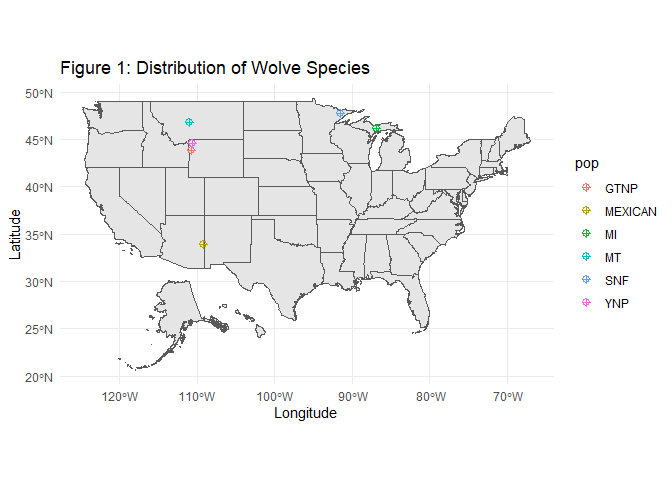 Figure 1: Distribution of Wolve Species
50°N
45°N
40°N
35°N
30°N
25°N
20°N
Latitude
120°W 110°W 100°W 90°W 80°W 70°W
Longitude
pop
GTNP
MEXICAN
MI
MT
SNF
YNP